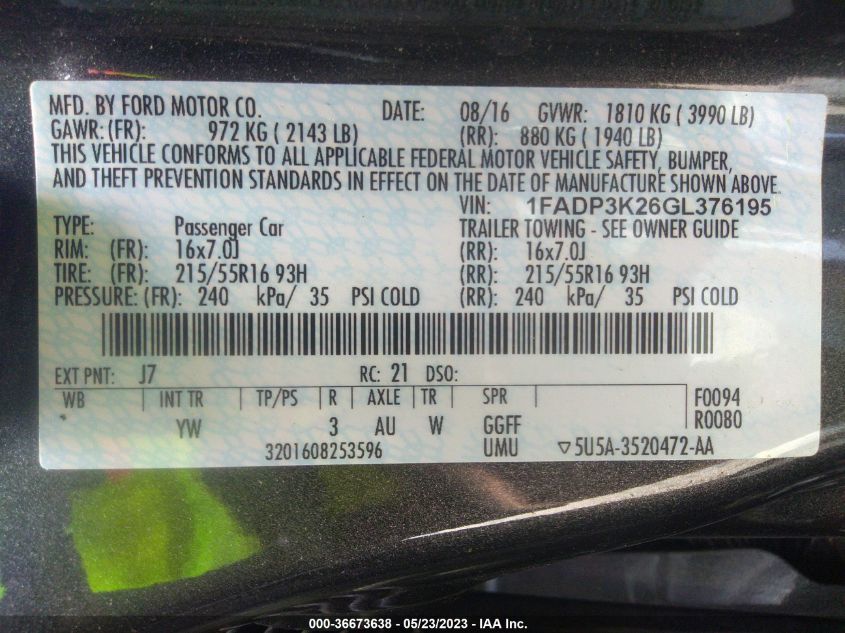 MFD. BY FORD MOTOR CO. DATE: 08/16 GVWR: 1810 KG ( 3990 LB)
GAWR: (FR): 972 KG ( 2143 LB) (RR): 880 KG ( 1940 LB)
THIS VEHICLE CONFORMS TO ALL APPLICABLE FEDERAL MOTOR VEHICLE SAFETY, BUMPER,
AND THEFT PREVENTION STANDARDS IN EFFECT ON THE DATE OF MANUFACTURE SHOWN ABOVE.
VIN: 1FADP3K26GL376195
TYPE: Passenger Car TRAILER TOWING - SEE OWNER GUIDE
RIM: (FR): 16x7.0J (RR): 16x7.0J
TIRE: (FR): 215/55R16 93H (RR): 215/55R16 93H
PRESSURE: (FR): 240 kPa/ 35 PSI COLD (RR): 240 kPa/ 35 PSI COLD
EXT PNT: J7 RC: 21 DSO:
WB INT TR TP/PS R AXLE TR SPR F0094
YW 3 AU W GGFF R0080
3201608253596 UMU ▽5U5A-3520472-AA
000-36673638 - 05/23/2023 - IAA Inc.